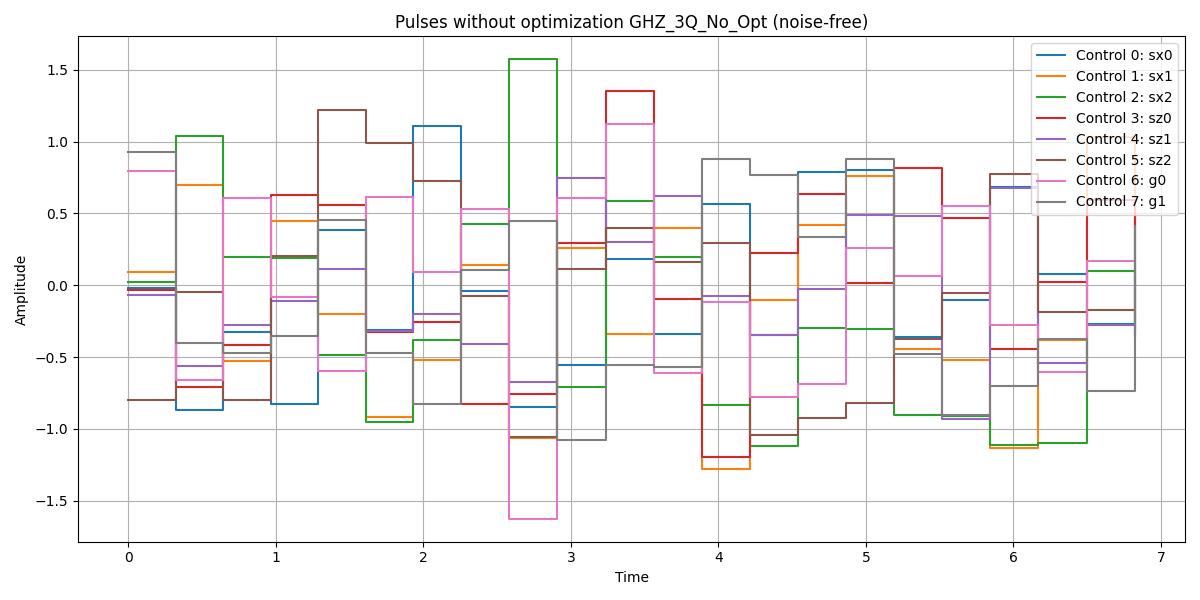 Pulses without optimization GHZ_3Q_No_Opt (noise-free)
Amplitude
1.5
1.0
0.5
0.0
−0.5
−1.0
−1.5
Control 0: sx0
Control 1: sx1
Control 2: sx2
Control 3: sz0
Control 4: sz1
Control 5: sz2
Control 6: g0
Control 7: g1
0 1 2 3 4 5 6 7
Time